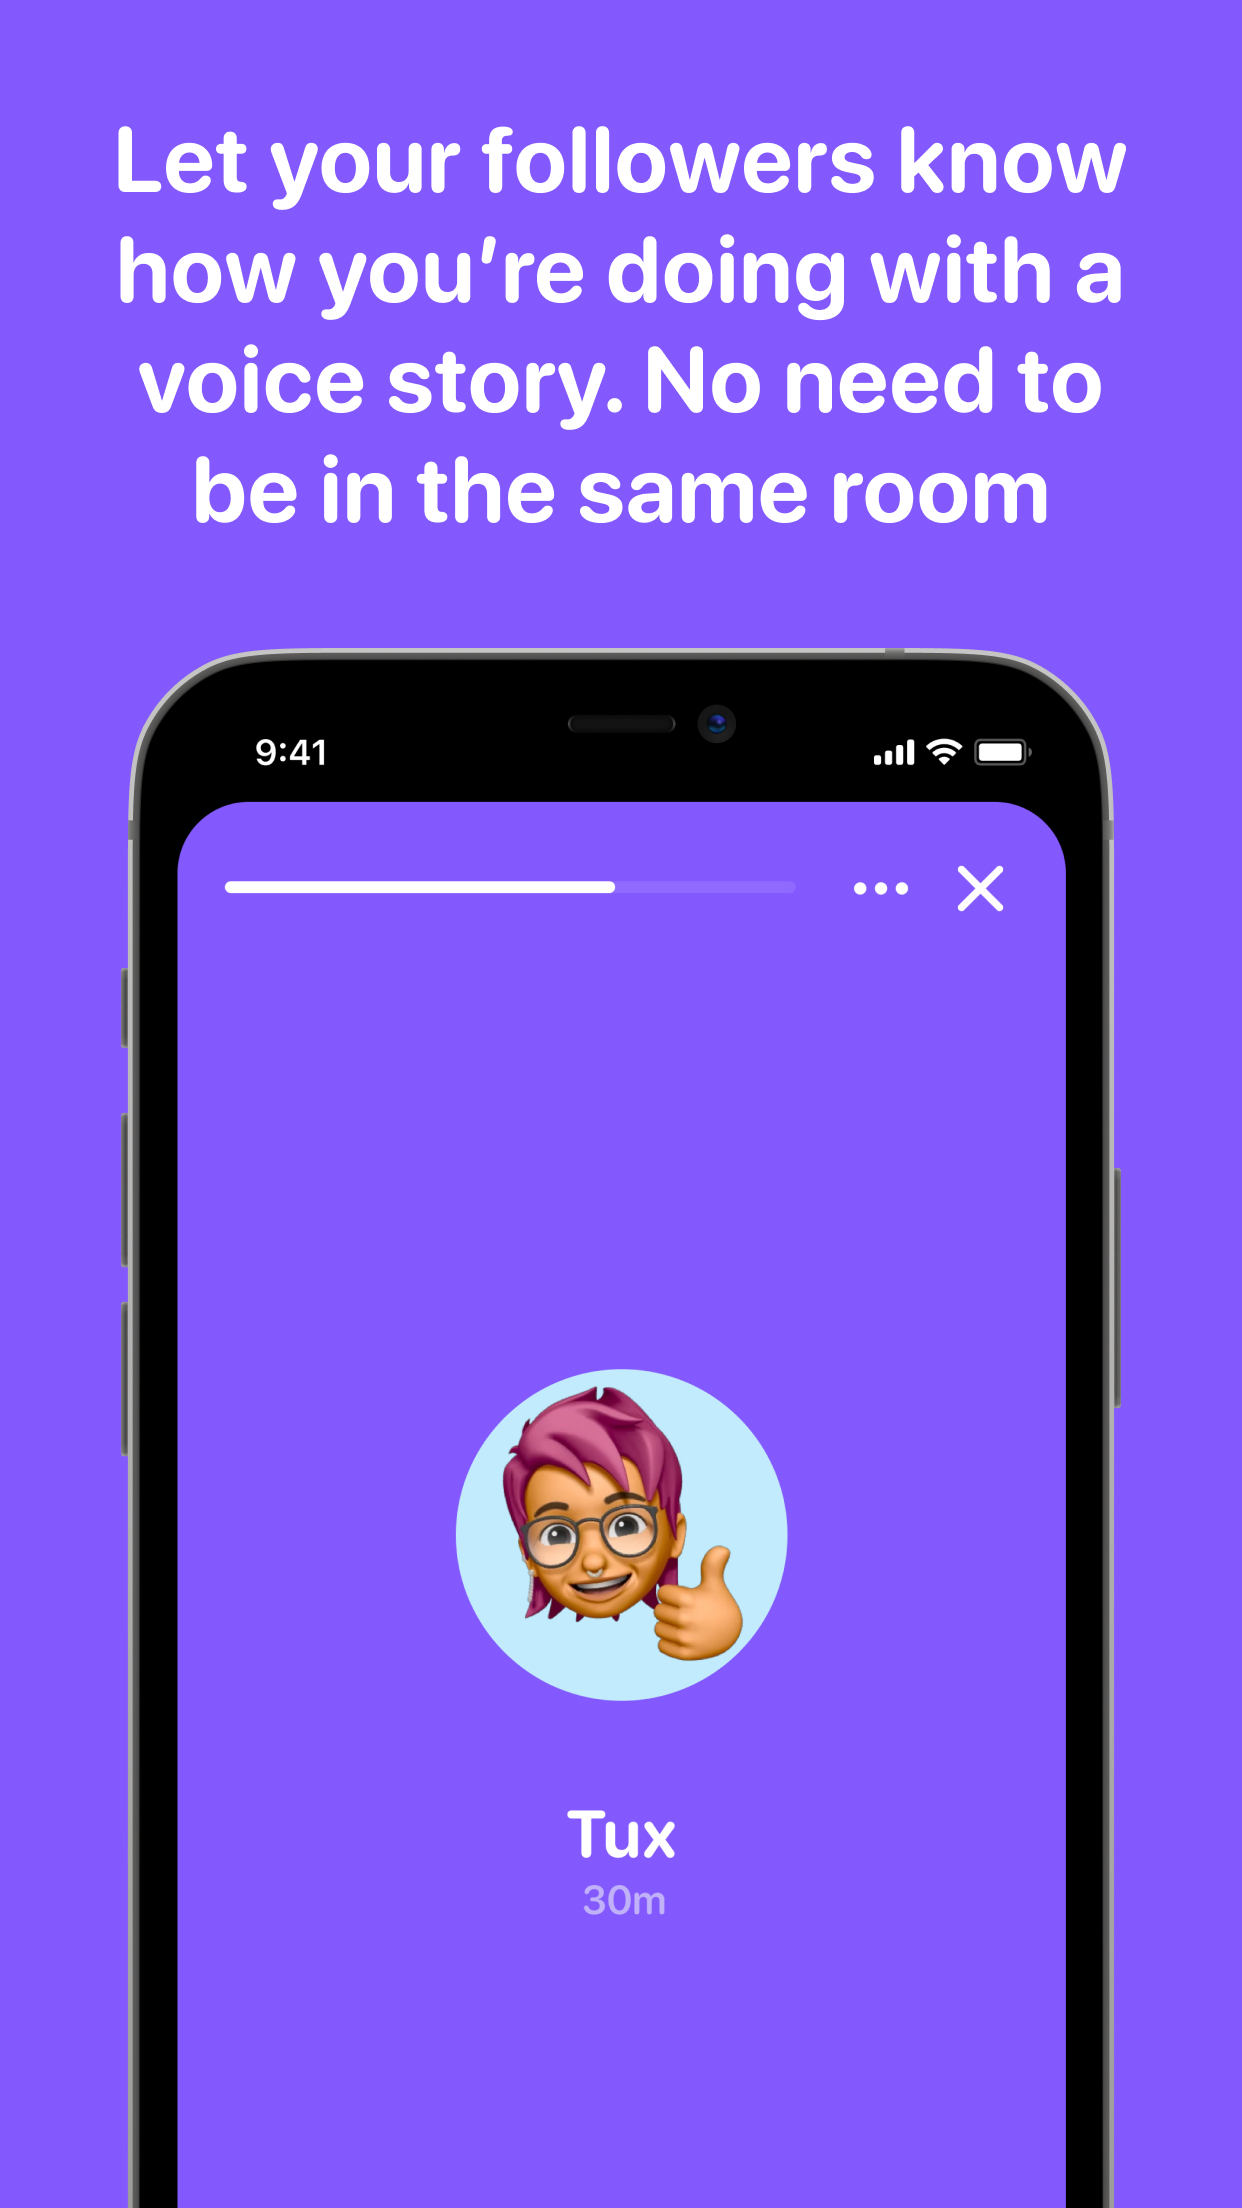 Let your followers know
how you're doing with a
voice story. No need to
be in the same room
9:41
Tux
30m